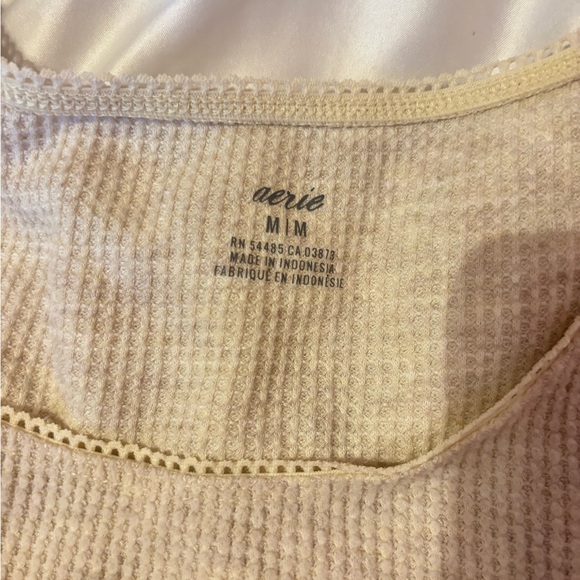 aerie
M|M
RN 54485 CA 03873
MADE IN INDONESIA
FABRIQUÉ EN INDONÉSIE